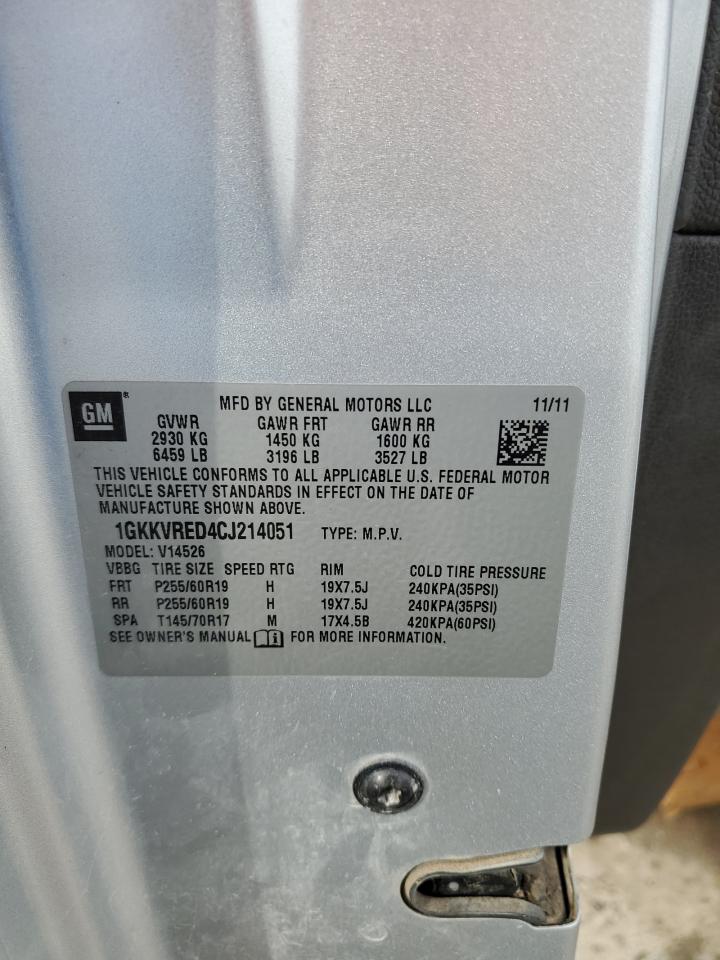 GM ® MFD BY GENERAL MOTORS LLC 11/11
GVWR GAWR FRT GAWR RR
2930 KG 1450 KG 1600 KG
6459 LB 3196 LB 3527 LB
THIS VEHICLE CONFORMS TO ALL APPLICABLE U.S. FEDERAL MOTOR
VEHICLE SAFETY STANDARDS IN EFFECT ON THE DATE OF
MANUFACTURE SHOWN ABOVE.
1GKKVRED4CJ214051 TYPE: M.P.V.
MODEL: V14526
VBBG TIRE SIZE SPEED RTG RIM COLD TIRE PRESSURE
FRT P255/60R19 H 19X7.5J 240KPA(35PSI)
RR P255/60R19 H 19X7.5J 240KPA(35PSI)
SPA T145/70R17 M 17X4.5B 420KPA(60PSI)
SEE OWNER'S MANUAL FOR MORE INFORMATION.